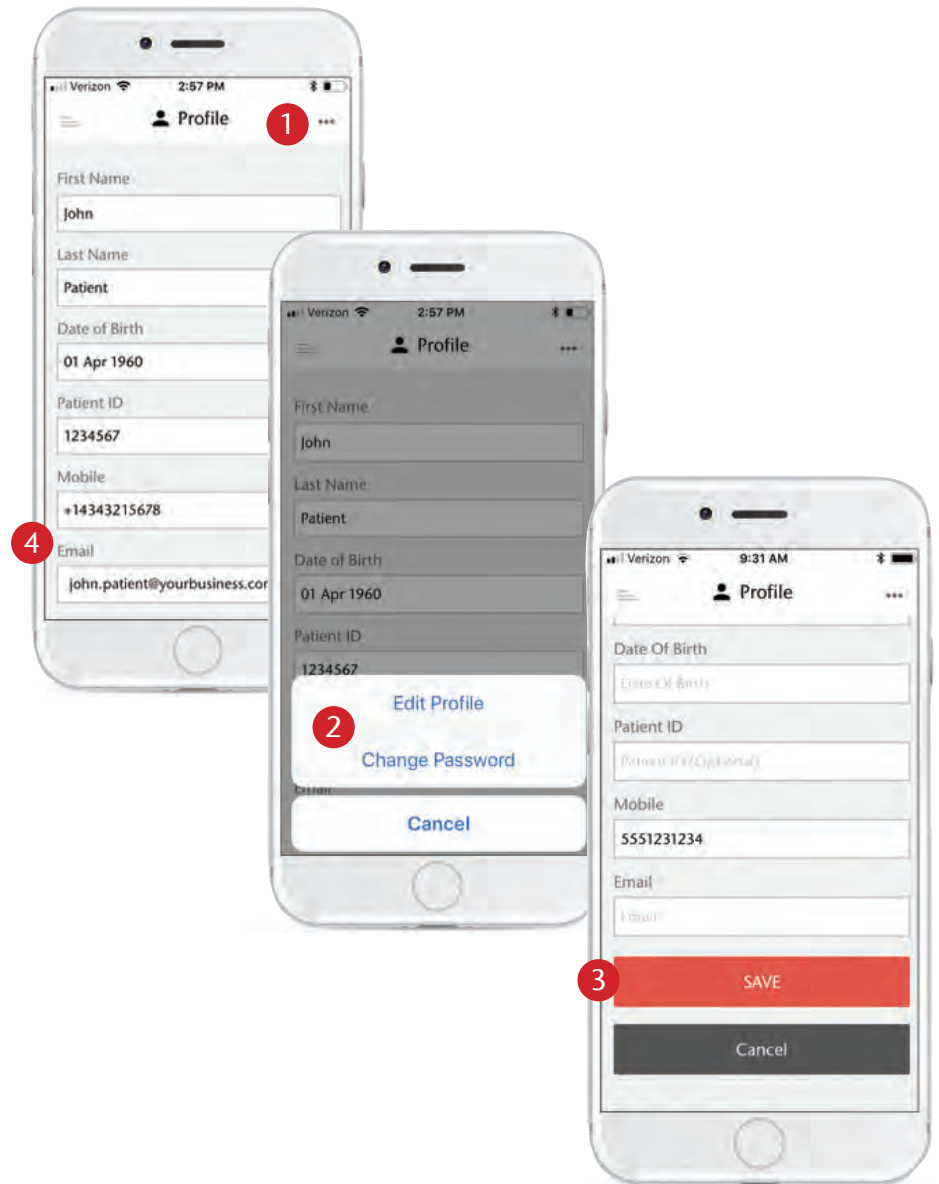 Verizon
2:57 PM
Profile
1
•••
First Name
John
Last Name
Patient
Date of Birth
01 Apr 1960
Patient ID
1234567
Mobile
+14343215678
4
Email
john.patient@yourbusiness.com
Verizon
2:57 PM
Profile
•••
First Name
John
Last Name
Patient
Date of Birth
01 Apr 1960
Patient ID
1234567
Edit Profile
2
Change Password
Email
Cancel
Verizon
9:31 AM
Profile
•••
Date Of Birth
Date Of Birth
Patient ID
Patient ID(Optional)
Mobile
5551231234
Email
Email
3
SAVE
Cancel